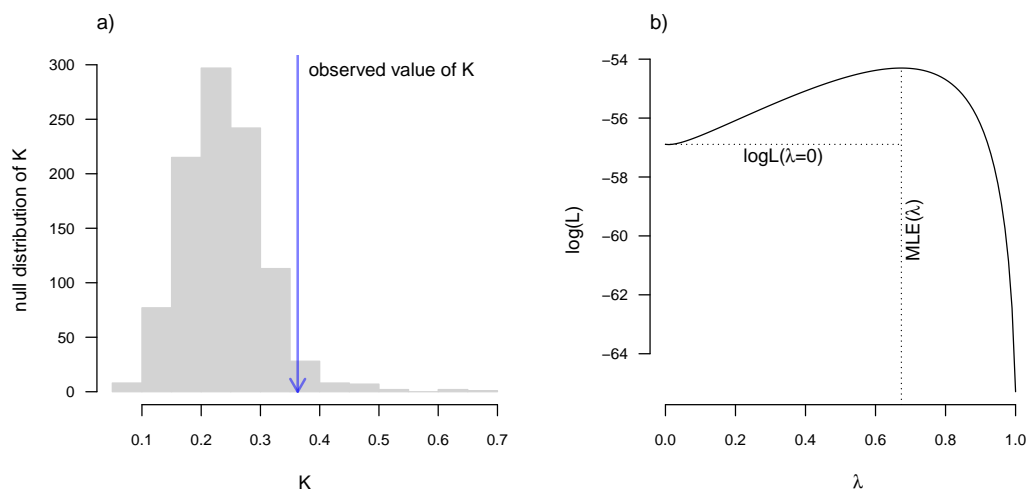 a)
observed value of K
null distribution of K
300
250
200
150
100
50
0
0.1 0.2 0.3 0.4 0.5 0.6 0.7
K
b)
log(L)
−54
−56
−58
−60
−62
−64
logL(λ=0)
MLE(λ)
0.0 0.2 0.4 0.6 0.8 1.0
λ